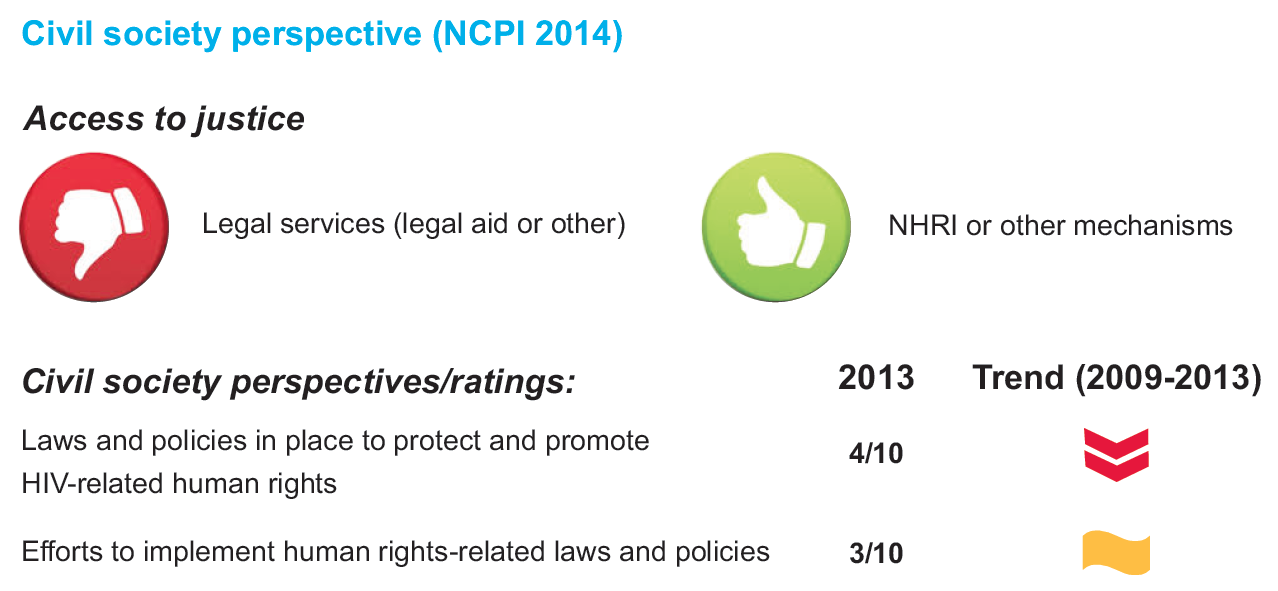 Civil society perspective (NCPI 2014)
Access to justice
Legal services (legal aid or other)
NHRI or other mechanisms
Civil society perspectives/ratings:
2013
Trend (2009-2013)
Laws and policies in place to protect and promote
HIV-related human rights
4/10
Efforts to implement human rights-related laws and policies
3/10